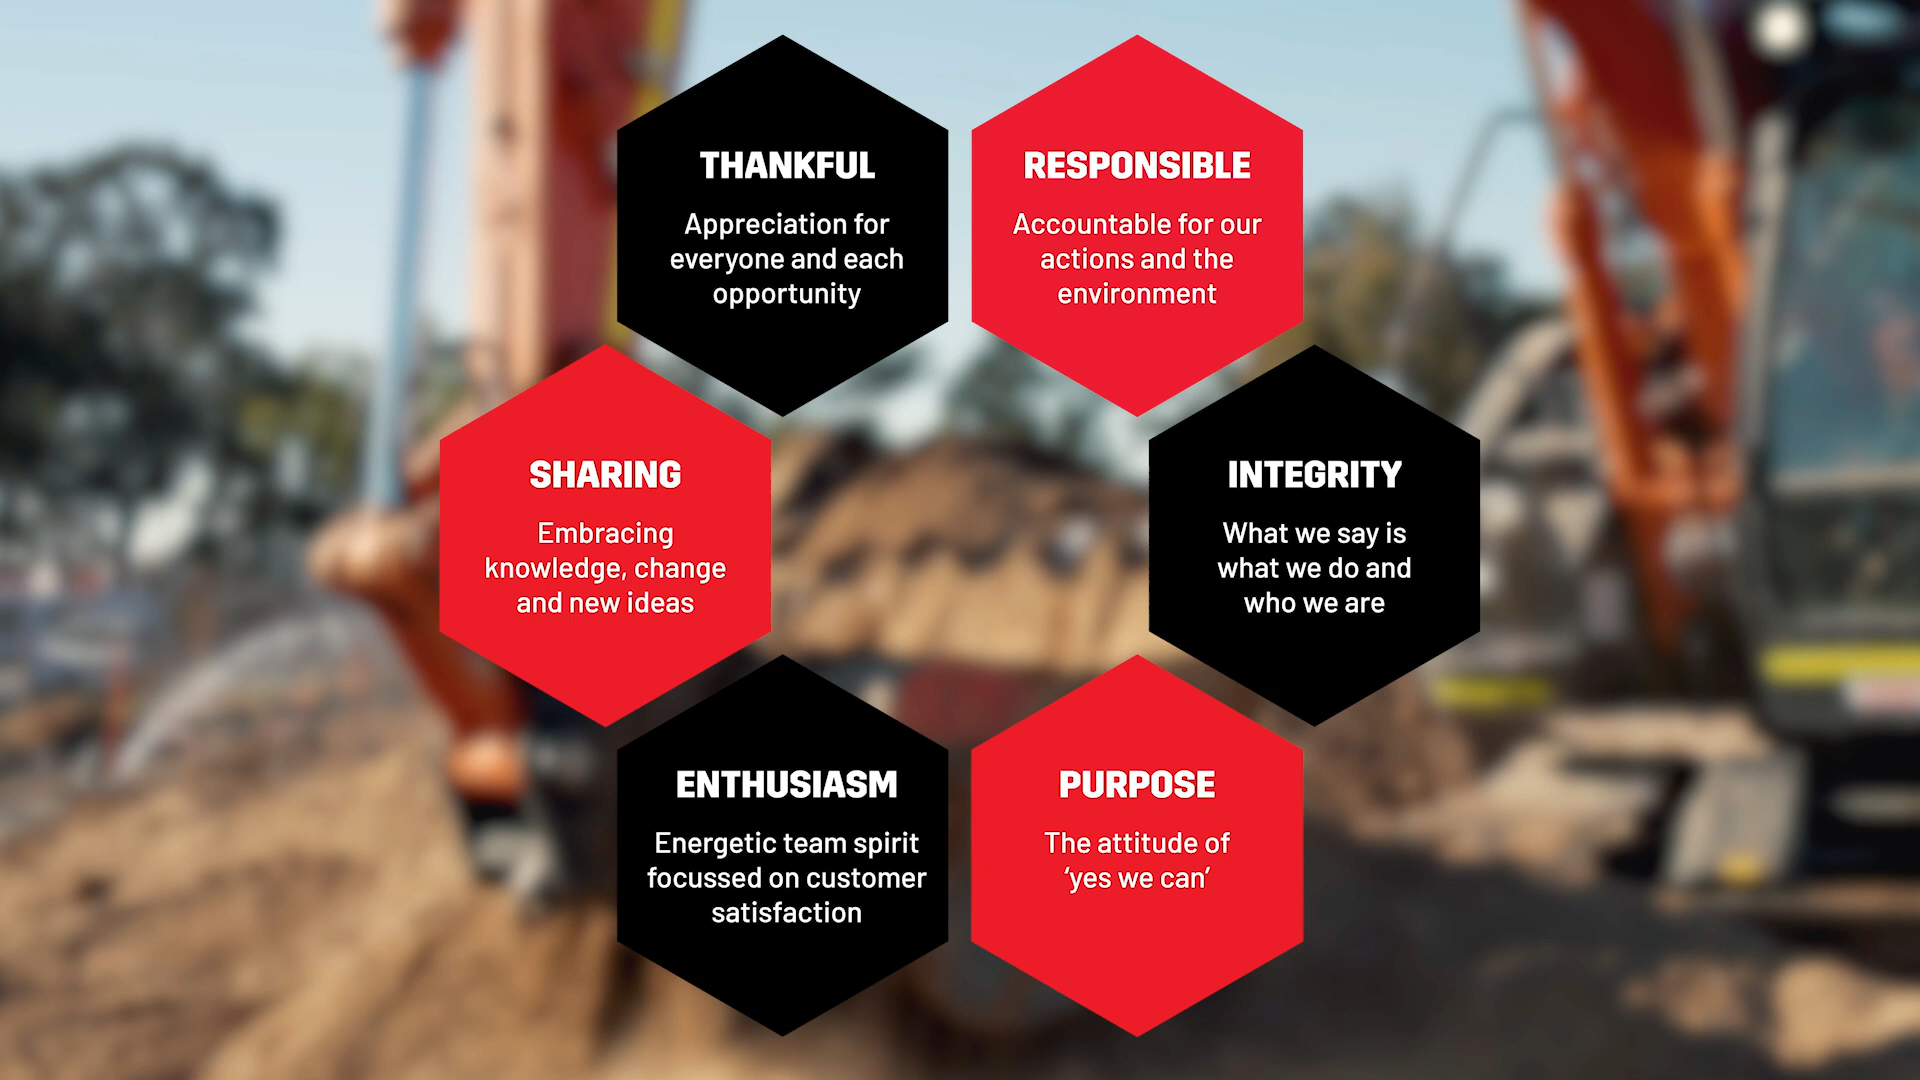 THANKFUL
Appreciation for
everyone and each
opportunity
RESPONSIBLE
Accountable for our
actions and the
environment
SHARING
Embracing
knowledge, change
and new ideas
INTEGRITY
What we say is
what we do and
who we are
ENTHUSIASM
Energetic team spirit
focussed on customer
satisfaction
PURPOSE
The attitude of
‘yes we can’